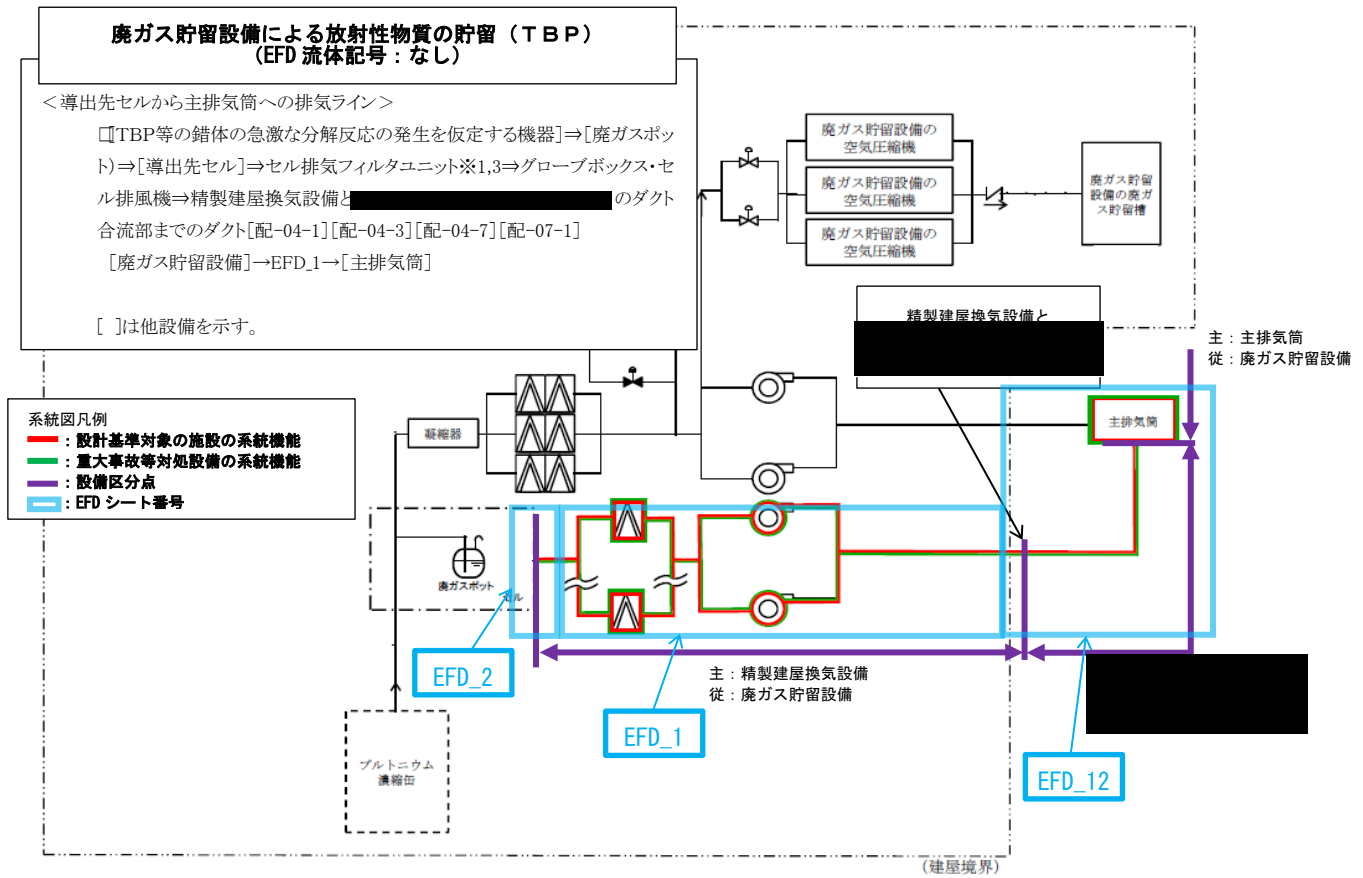 廃ガス貯留設備による放射性物質の貯留（ＴＢＰ）
(EFD 流体記号：なし)
＜導出先セルから主排気筒への排気ライン＞
[TBP等の錯体の急激な分解反応の発生を仮定する機器]⇒[廃ガスポッ
ト)⇒[導出先セル]⇒セル排気フィルタユニット※1,3⇒グローブボックス・セ
ル排風機⇒精製建屋換気設備と
のダクト
合流部までのダクト[配-04-1][配-04-3][配-04-7][配-07-1]
[廃ガス貯留設備]→EFD_1→[主排気筒]
[ ]は他設備を示す。
廃ガス貯留設備の
空気圧縮機
廃ガス貯留設備の
空気圧縮機
廃ガス貯留設備の
空気圧縮機
廃ガス貯留
設備の廃ガ
ス貯留槽
精製建屋換気設備と
主：主排気筒
従：廃ガス貯留設備
系統図凡例
：設計基準対象の施設の系統機能
：重大事故等対処設備の系統機能
：設備区分点
：EFD シート番号
凝縮器
主排気筒
廃ガスポット
セル
EFD_2
主：精製建屋換気設備
従：廃ガス貯留設備
EFD_1
EFD_12
プルトニウム
濃縮缶
(建屋境界)